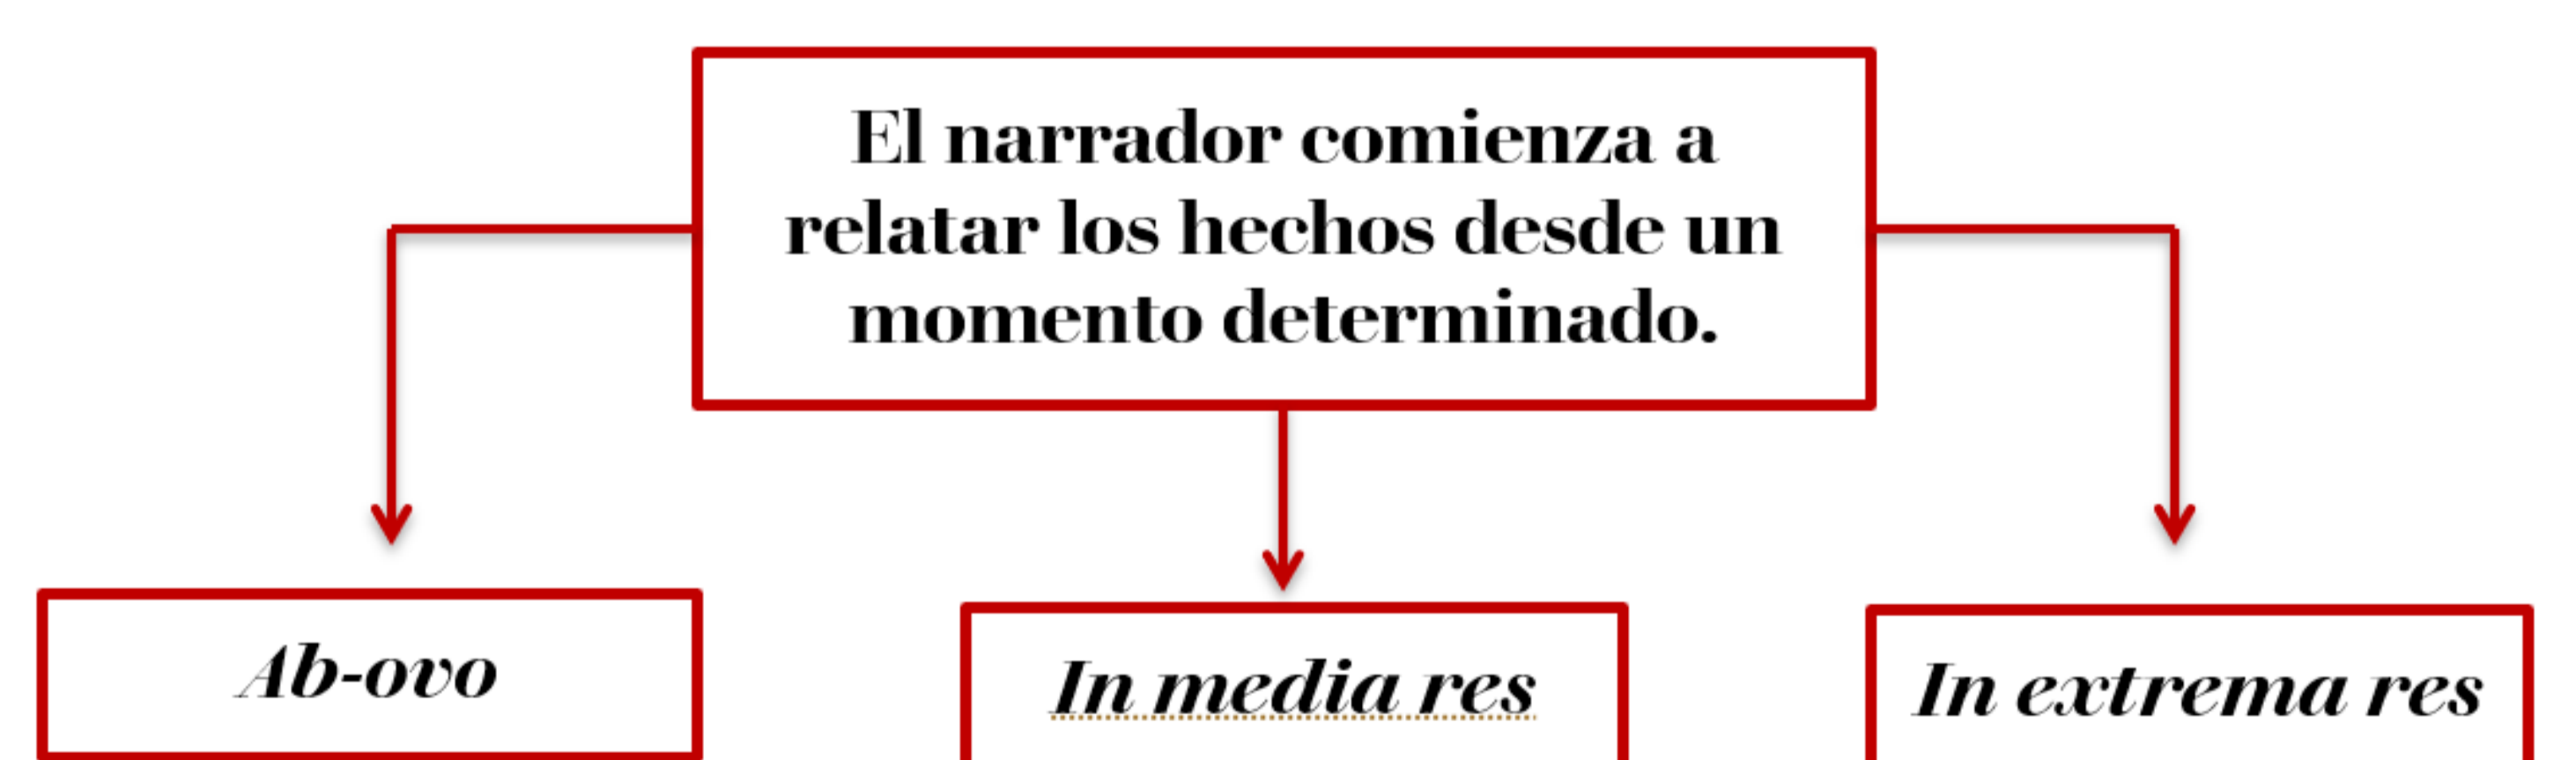 El narrador comienza a
relatar los hechos desde un
momento determinado.
Ab-ovo
In media res
In extrema res